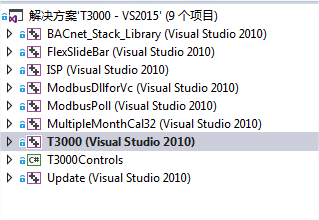 解决方案'T3000 - VS2015' (9 个项目)
BACnet_Stack_Library (Visual Studio 2010)
FlexSlideBar (Visual Studio 2010)
ISP (Visual Studio 2010)
ModbusDllforVc (Visual Studio 2010)
ModbusPoll (Visual Studio 2010)
MultipleMonthCal32 (Visual Studio 2010)
T3000 (Visual Studio 2010)
C# T3000Controls
Update (Visual Studio 2010)